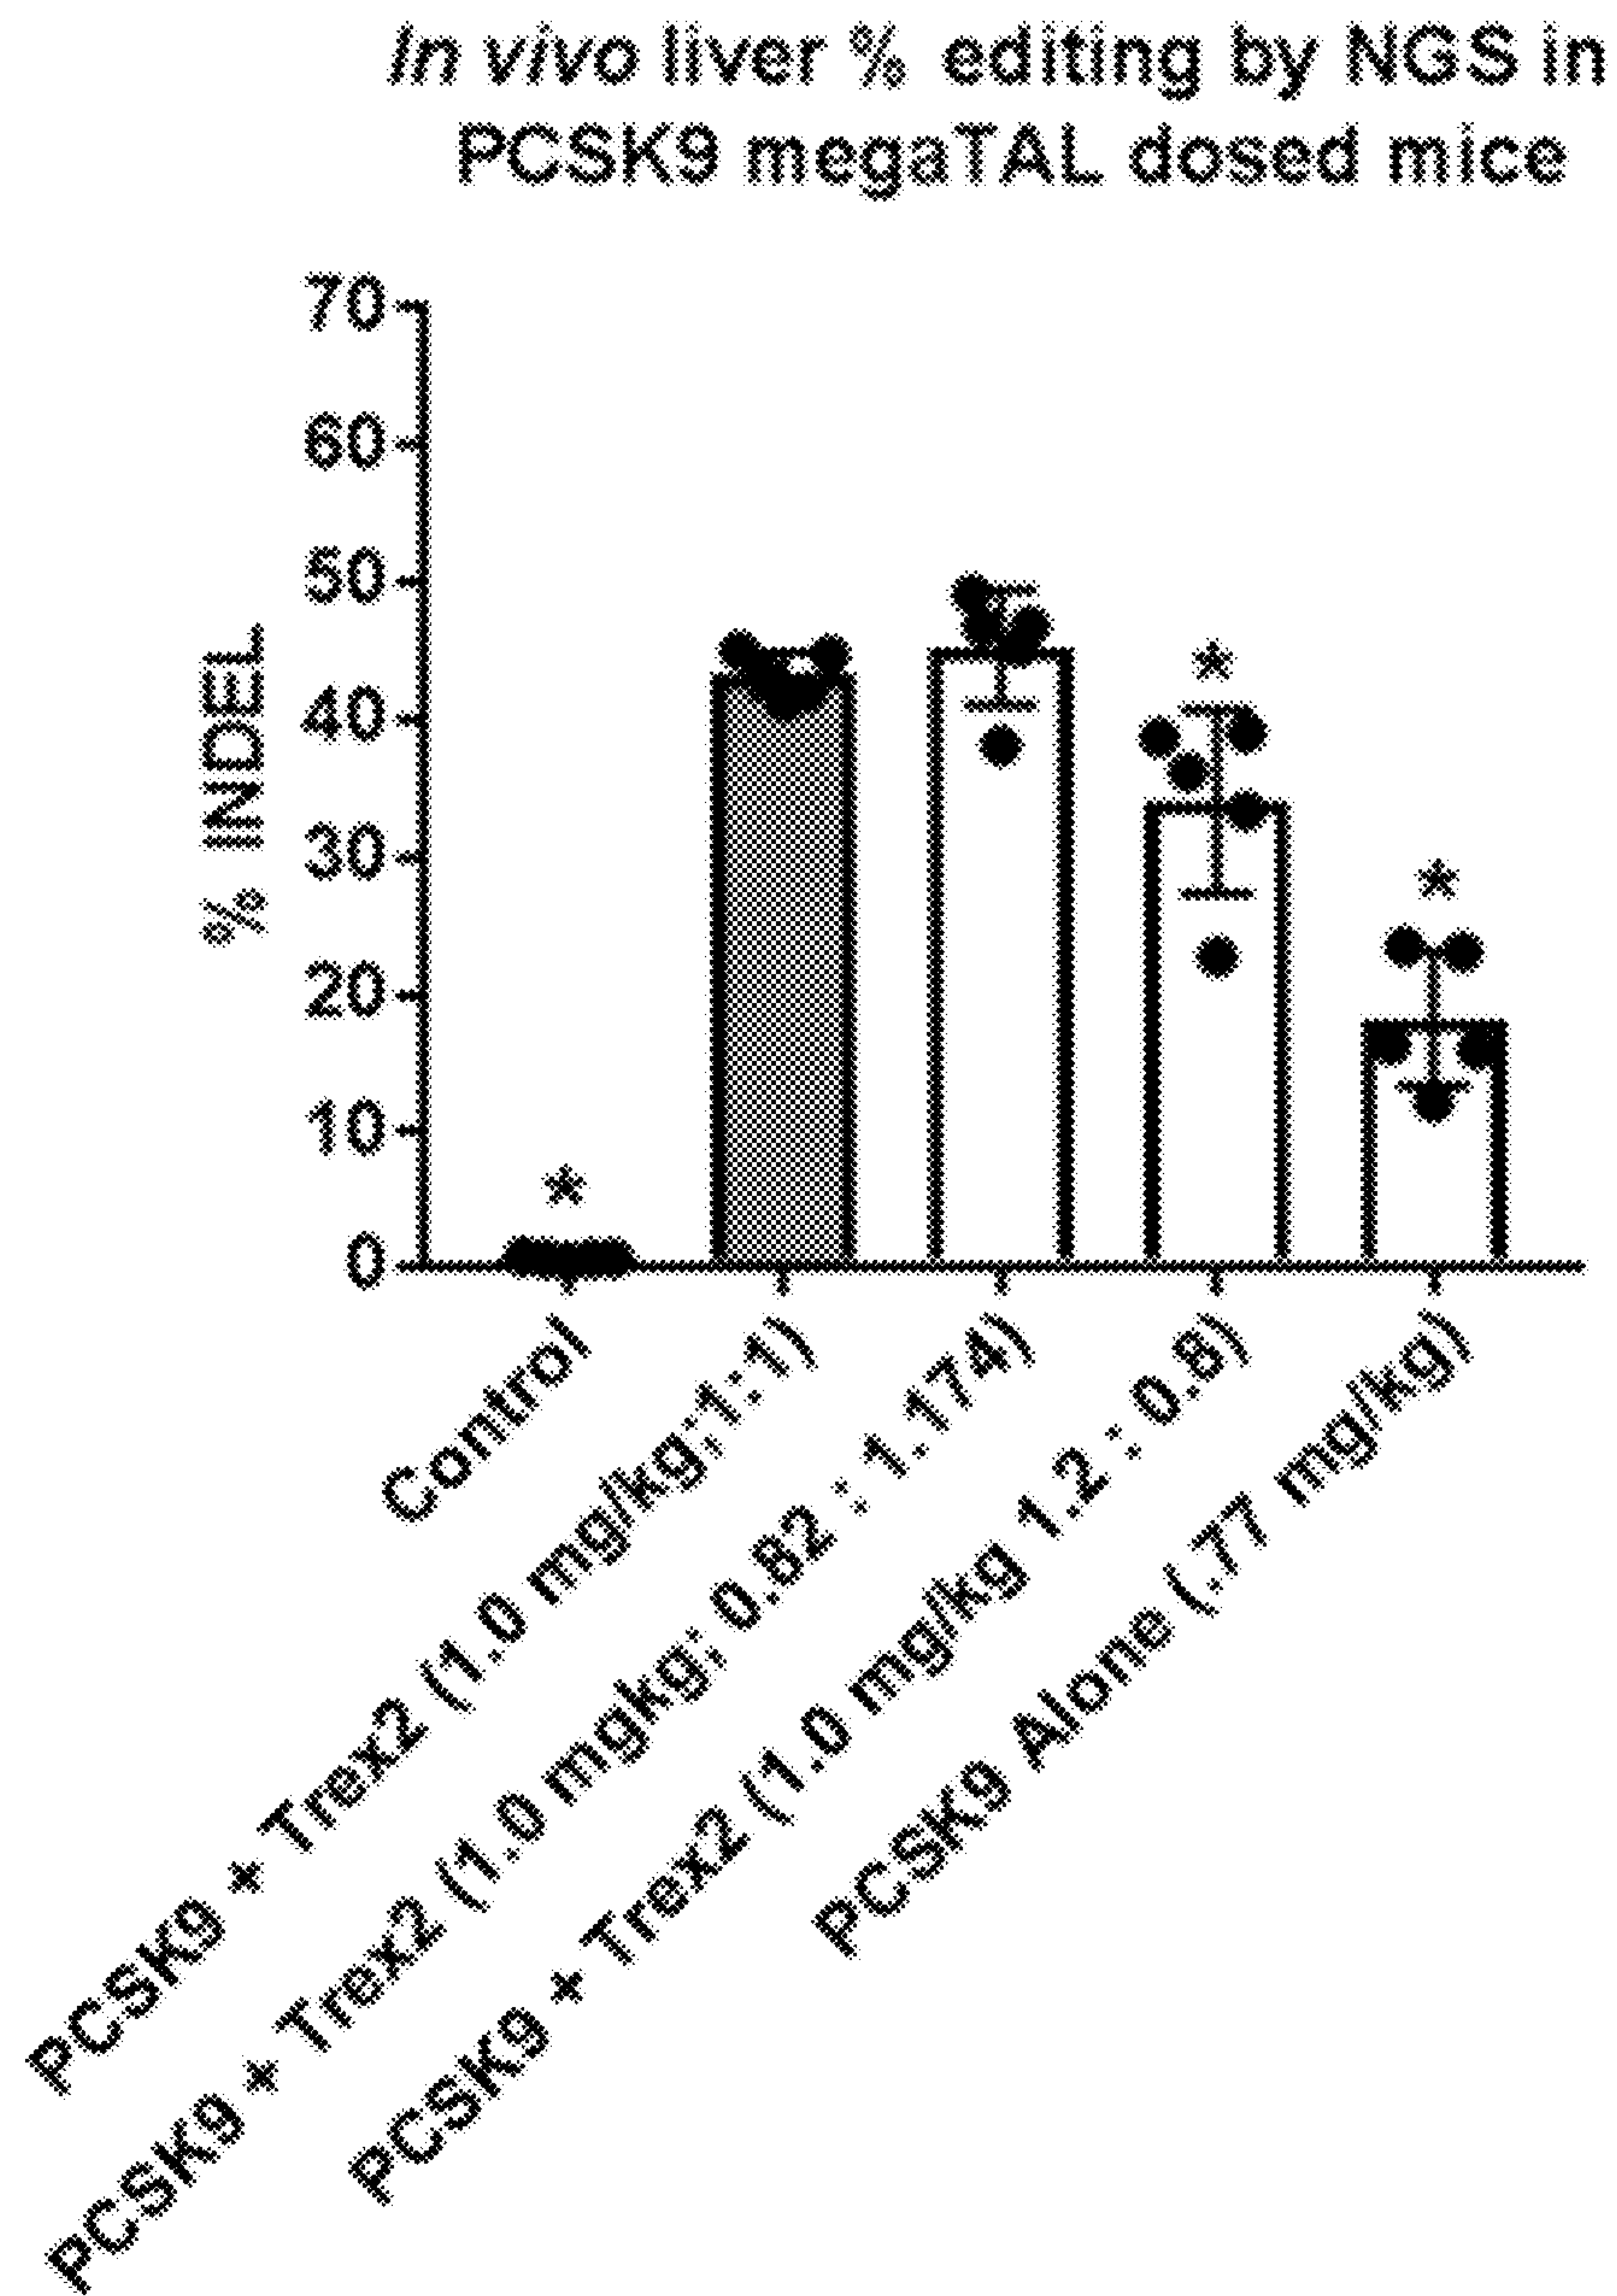 In vivo liver % editing by NGS in
PCSK9 megaTAL dosed mice
% INDEL
70
60
50
40
30
20
10
0
*
*
*
Control
PCSK9 + Trex2 (1.0 mg/kg;1:1)
PCSK9 + Trex2 (1.0 mgkg; 0.82 : 1.174)
PCSK9 + Trex2 (1.0 mg/kg 1.2 : 0.8)
PCSK9 Alone (.77 mg/kg)